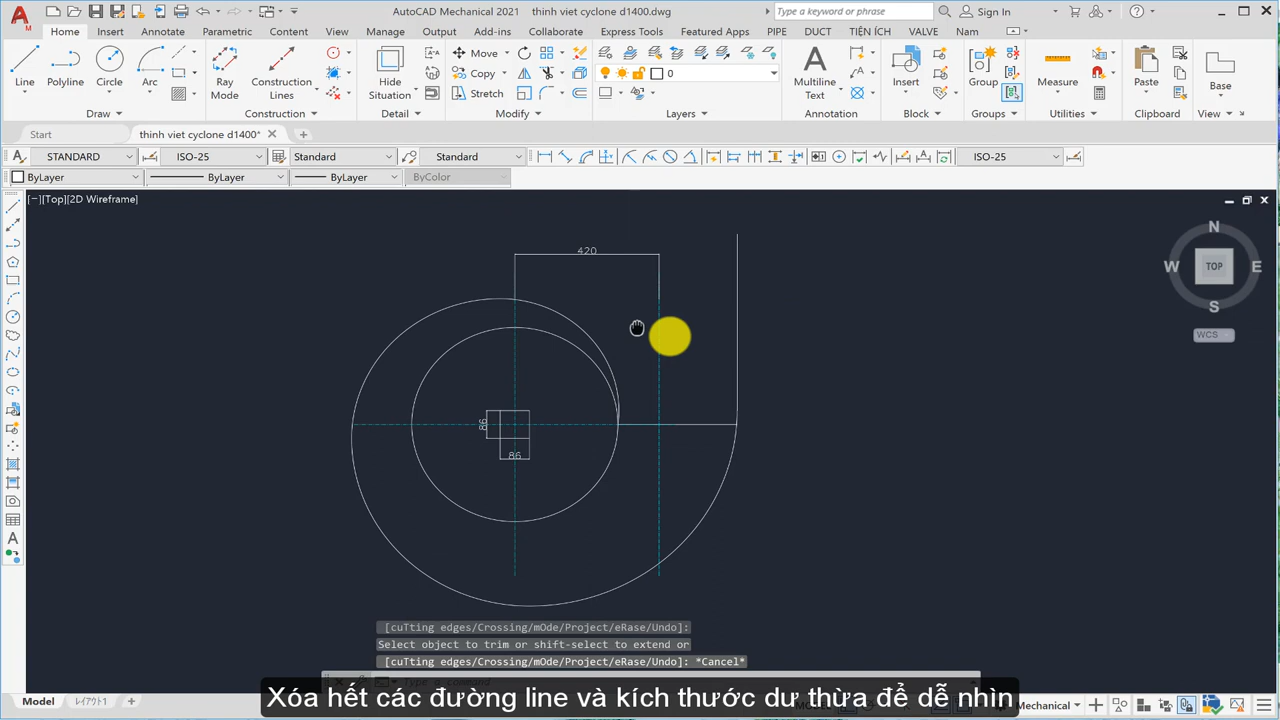 AutoCAD Mechanical 2021 thinh viet cyclone d1400.dwg
Type a keyword or phrase
Sign In
Home Insert Annotate Parametric Content View Manage Output Add-ins Collaborate Express Tools Featured Apps PIPE DUCT TIỆN ÍCH VALVE Nam
Line Polyline Circle Arc Ray Mode Construction Lines Hide Situation Move Rotate Copy Stretch 0 Multiline Text Insert Group Measure Paste Base
Draw Construction Detail Modify Layers Annotation Block Groups Utilities Clipboard View
Start thinh viet cyclone d1400*
STANDARD ISO-25 Standard Standard ISO-25
ByLayer ByLayer ByLayer ByColor
[−][Top][2D Wireframe]
N
W TOP E
S
WCS
420
86
86
[cuTting edges/Crossing/mOde/Project/eRase/Undo]:
Select object to trim or shift-select to extend or
[cuTting edges/Crossing/mOde/Project/eRase/Undo]: *Cancel*
Type a command
Xóa hết các đường line và kích thước dư thừa để dễ nhìn
Model Layout1 Mechanical